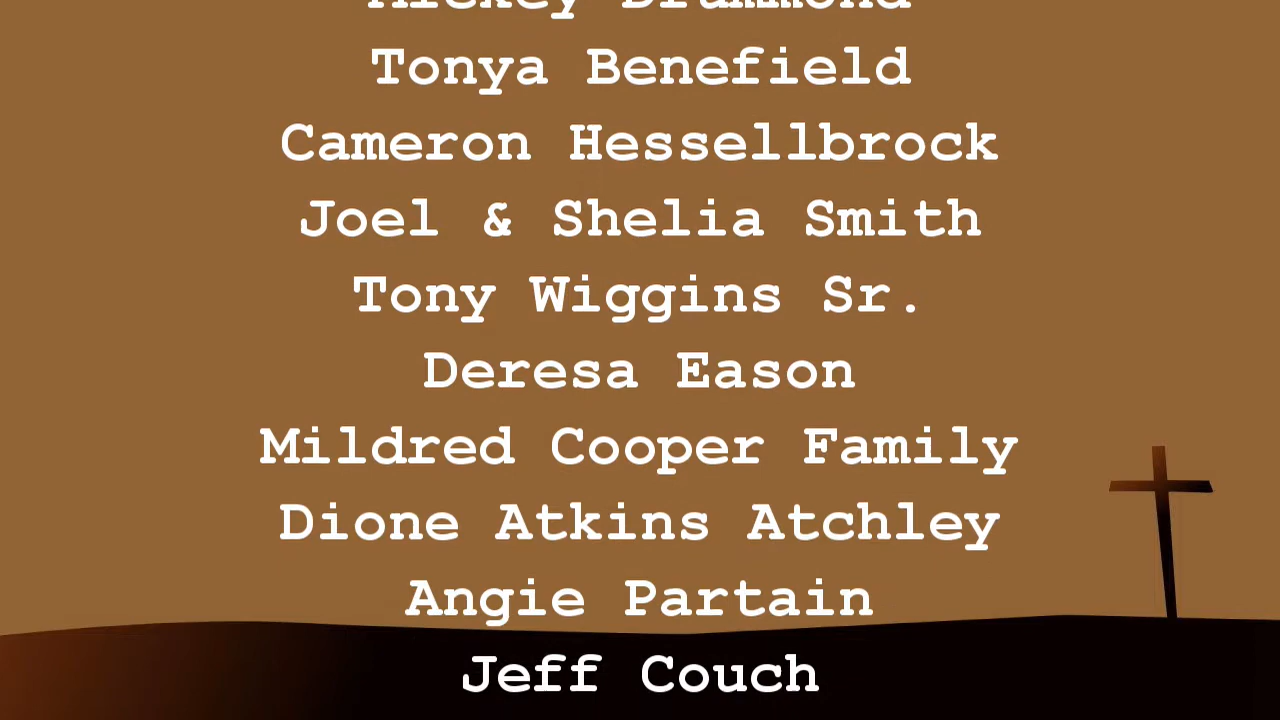 Drummond
Tonya Benefield
Cameron Hessellbrock
Joel & Shelia Smith
Tony Wiggins Sr.
Deresa Eason
Mildred Cooper Family
Dione Atkins Atchley
Angie Partain
Jeff Couch